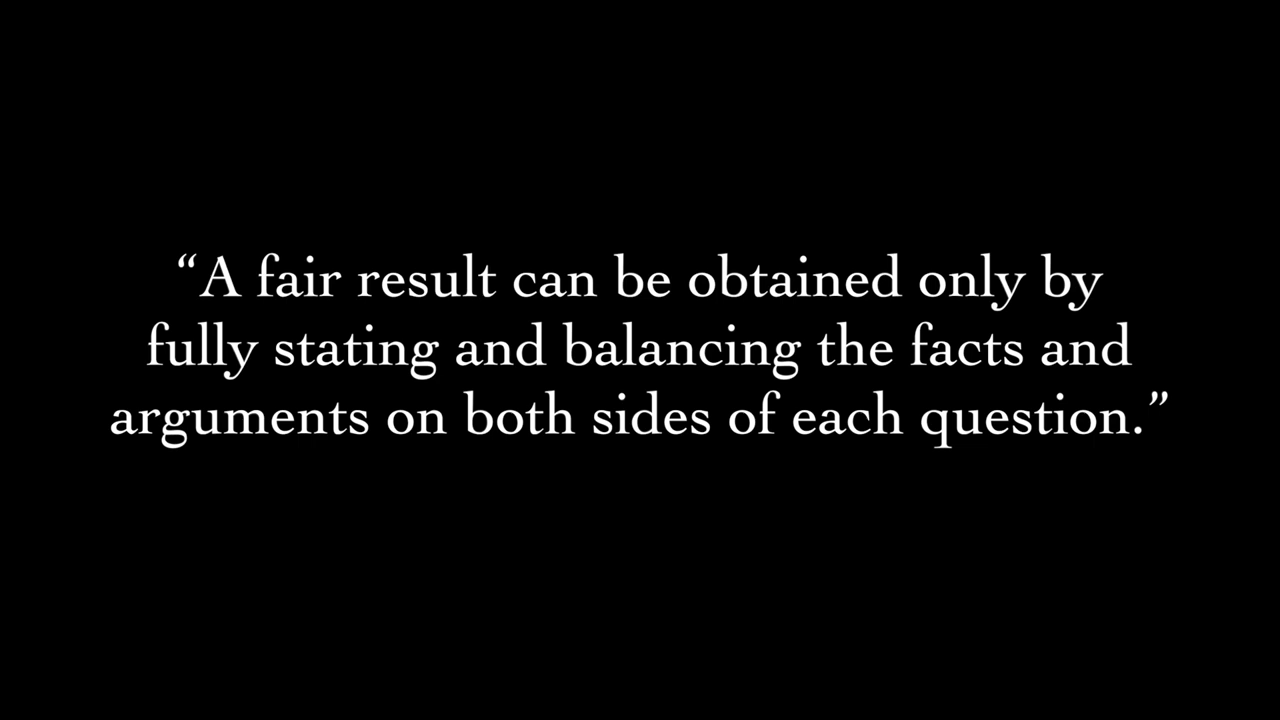 “A fair result can be obtained only by
fully stating and balancing the facts and
arguments on both sides of each question.”